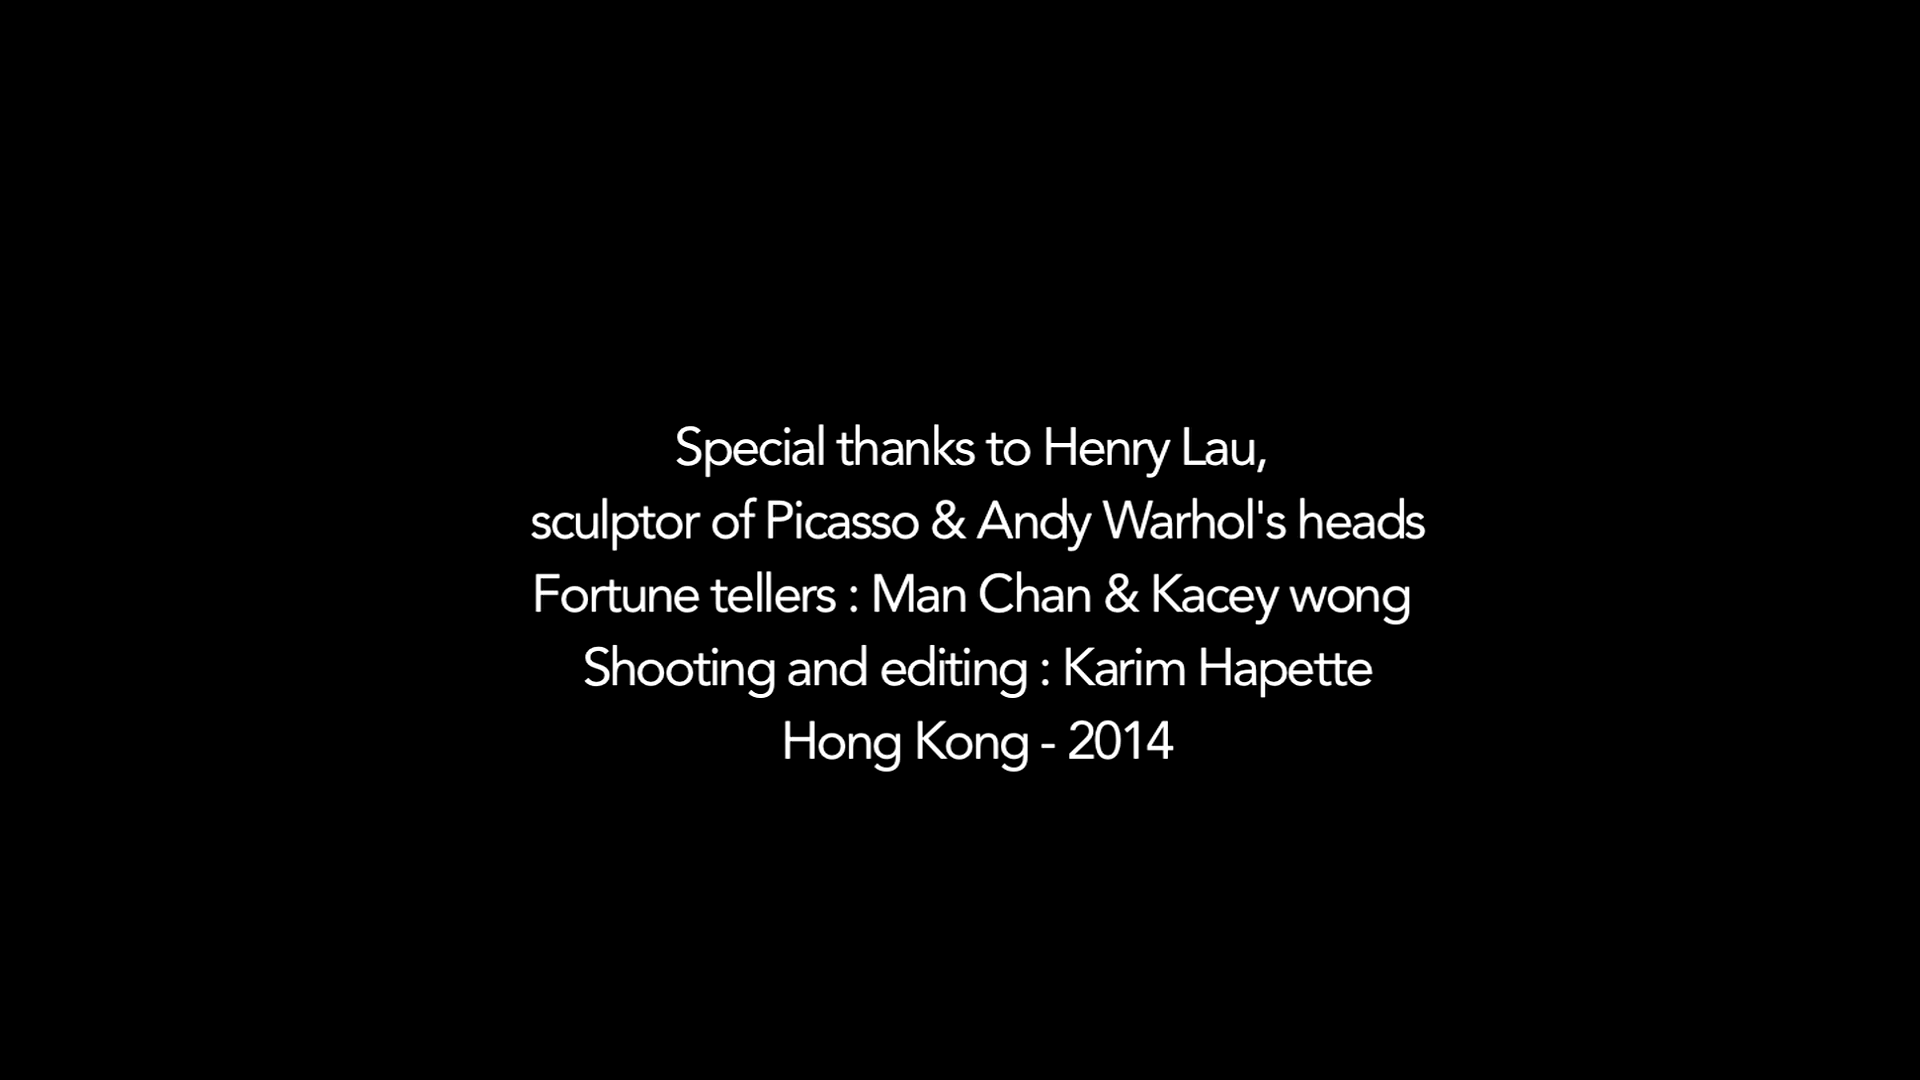 Special thanks to Henry Lau,
sculptor of Picasso & Andy Warhol's heads
Fortune tellers : Man Chan & Kacey wong
Shooting and editing : Karim Hapette
Hong Kong - 2014